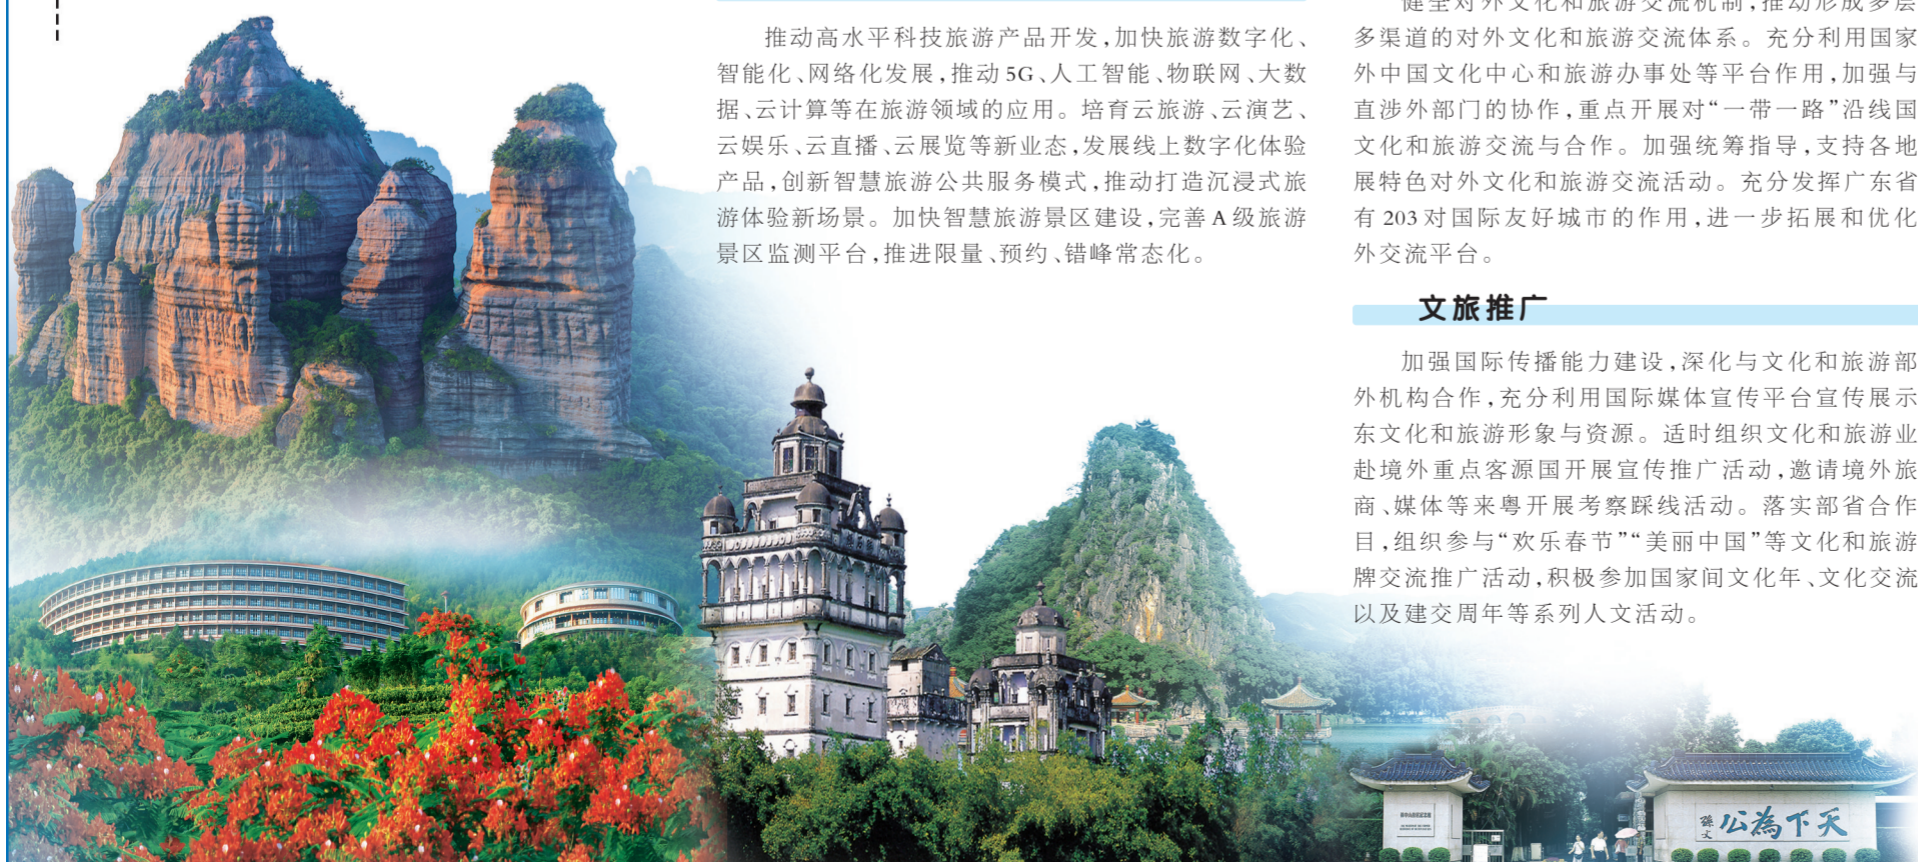 推动高水平科技旅游产品开发,加快旅游数字化、
智能化、网络化发展,推动5G、人工智能、物联网、大数
据、云计算等在旅游领域的应用。培育云旅游、云演艺、
云娱乐、云直播、云展览等新业态,发展线上数字化体验
产品,创新智慧旅游公共服务模式,推动打造沉浸式旅
游体验新场景。加快智慧旅游景区建设,完善A级旅游
景区监测平台,推进限量、预约、错峰常态化。
健全对外文化和旅游交流机制,推动形成多层
多渠道的对外文化和旅游交流体系。充分利用国家
外中国文化中心和旅游办事处等平台作用,加强与
直涉外部门的协作,重点开展对“一带一路”沿线国
文化和旅游交流与合作。加强统筹指导,支持各地
展特色对外文化和旅游交流活动。充分发挥广东省
有203对国际友好城市的作用,进一步拓展和优化
外交流平台。
文旅推广
加强国际传播能力建设,深化与文化和旅游部
外机构合作,充分利用国际媒体宣传平台宣传展示
东文化和旅游形象与资源。适时组织文化和旅游业
赴境外重点客源国开展宣传推广活动,邀请境外旅
商、媒体等来粤开展考察踩线活动。落实部省合作
目,组织参与“欢乐春节”“美丽中国”等文化和旅游
牌交流推广活动,积极参加国家间文化年、文化交流
以及建交周年等系列人文活动。
孫文
公為下天